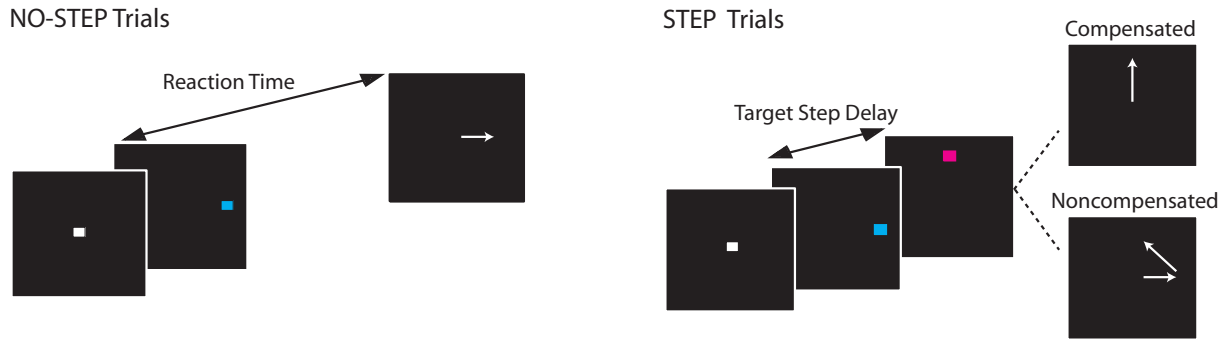 NO-STEP Trials
Reaction Time
STEP Trials
Target Step Delay
Compensated
Noncompensated